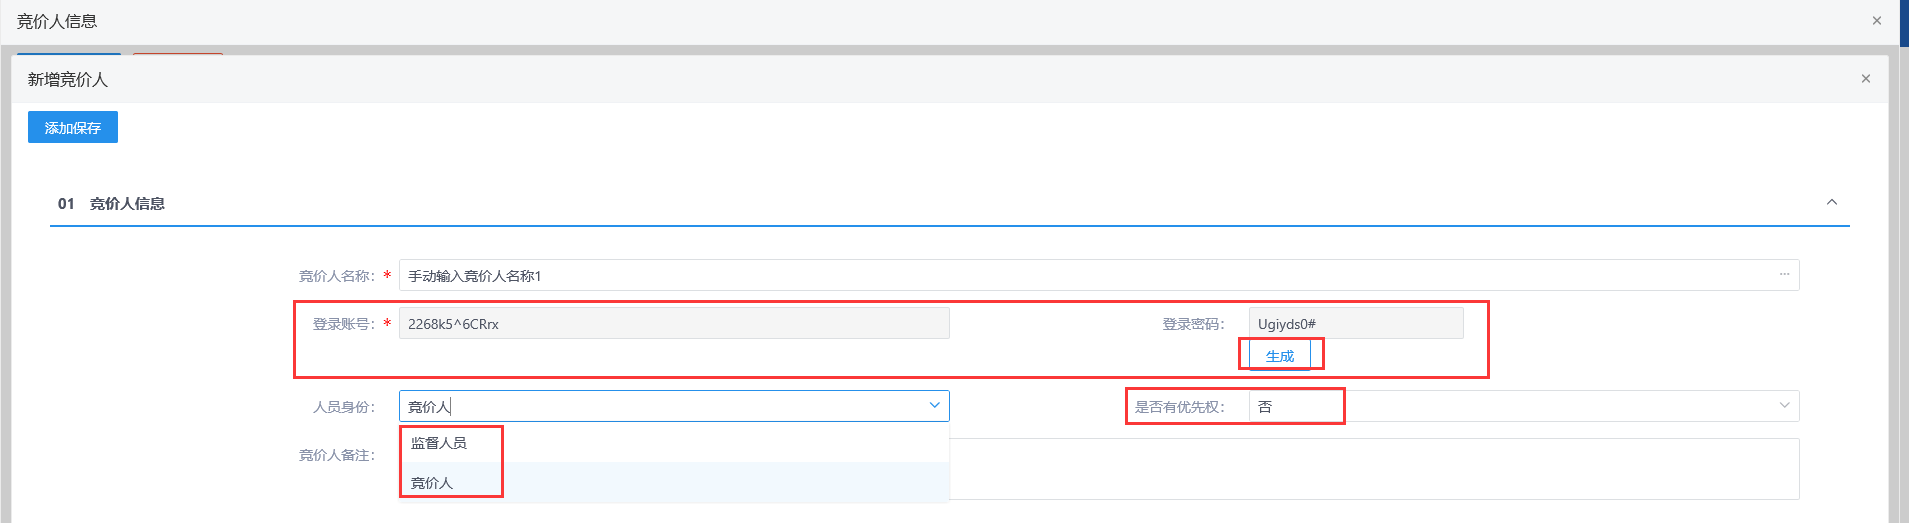 竞价人信息
新增竞价人
添加保存
01 竞价人信息
竞价人名称：* 手动输入竞价人名称1
登录账号：* 2268k5^6CRrx 登录密码： Ugiyds0#
生成
人员身份： 竞价人 是否有优先权： 否
监督人员
竞价人备注：
竞价人